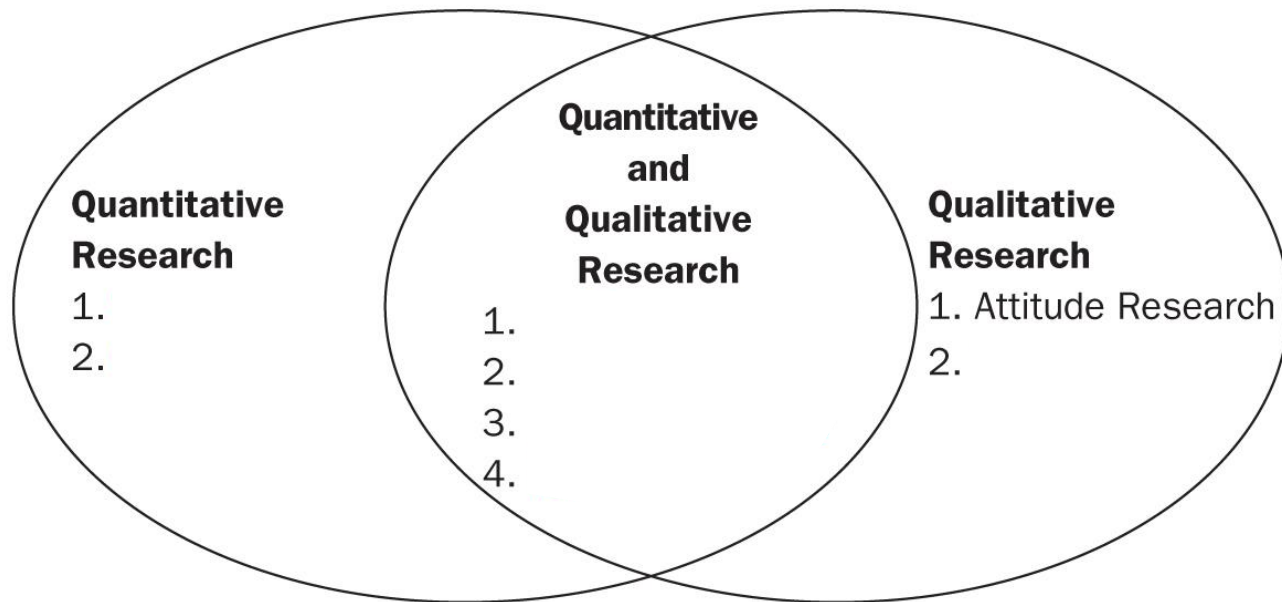 Quantitative
Research
1.
2.
Quantitative
and
Qualitative
Research
1.
2.
3.
4.
Qualitative
Research
1. Attitude Research
2.